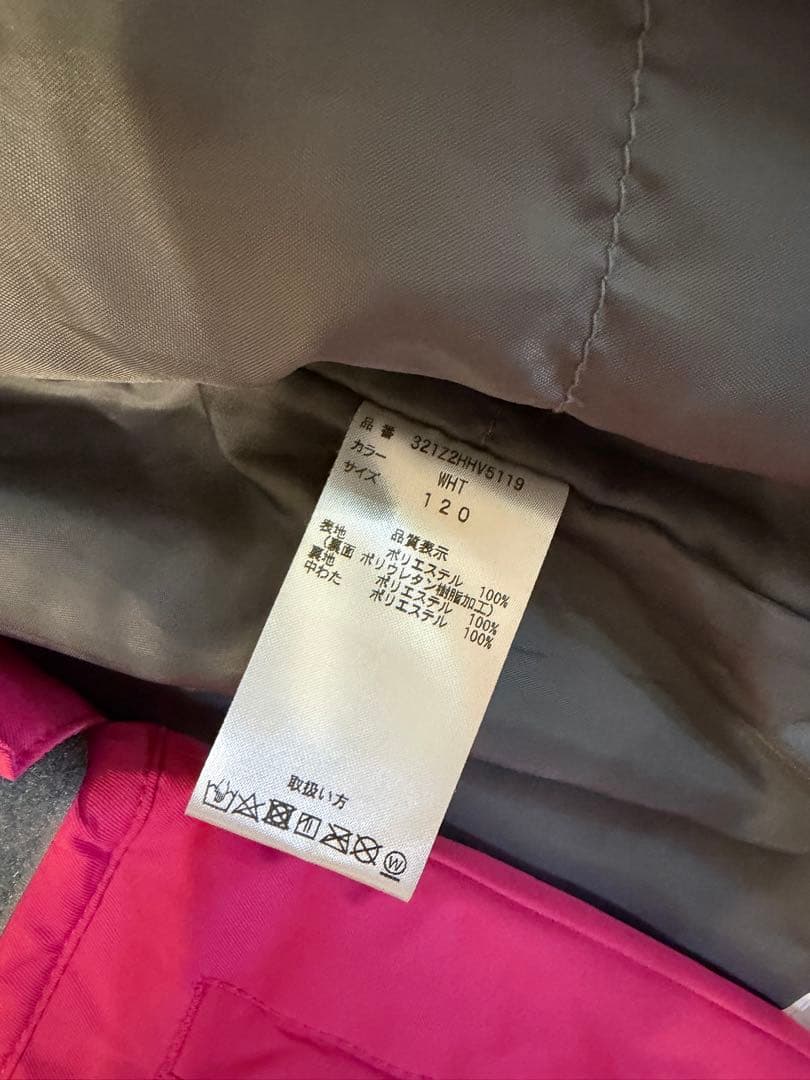 品番 321Z2HHV5119
カラー WHT
サイズ 120
品質表示
表地 ポリエステル 100%
(裏面 ポリウレタン樹脂加工)
裏地 ポリエステル 100%
中わた ポリエステル 100%
取扱い方
W